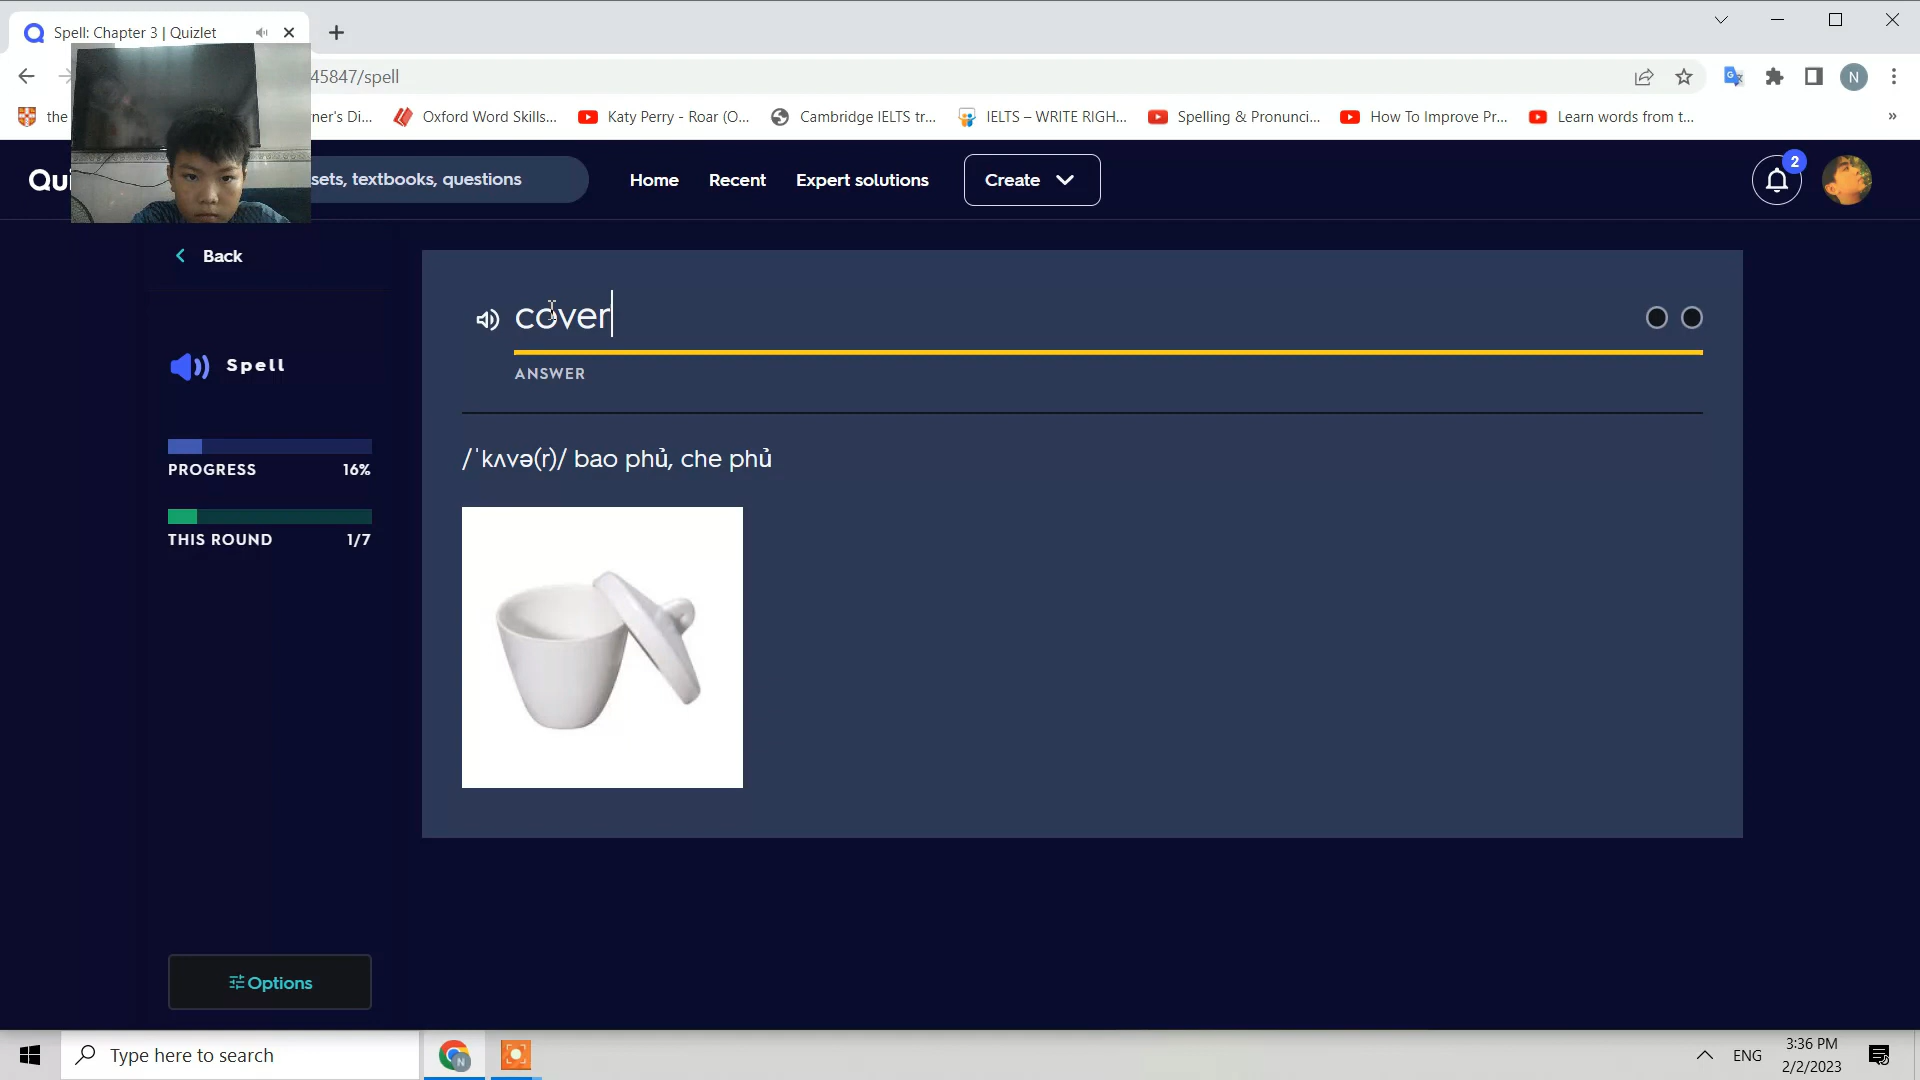 Spell: Chapter 3 | Quizlet
45847/spell
the
ner's Di...
Oxford Word Skills...
Katy Perry - Roar (O...
Cambridge IELTS tr...
IELTS – WRITE RIGH...
Spelling & Pronunci...
How To Improve Pr...
Learn words from t...
»
N
Qui
sets, textbooks, questions
Home
Recent
Expert solutions
Create
2
Back
cover
ANSWER
Spell
/ˈkʌvə(r)/ bao phủ, che phủ
PROGRESS 16%
THIS ROUND 1/7
Options
Type here to search
N
ENG
3:36 PM
2/2/2023